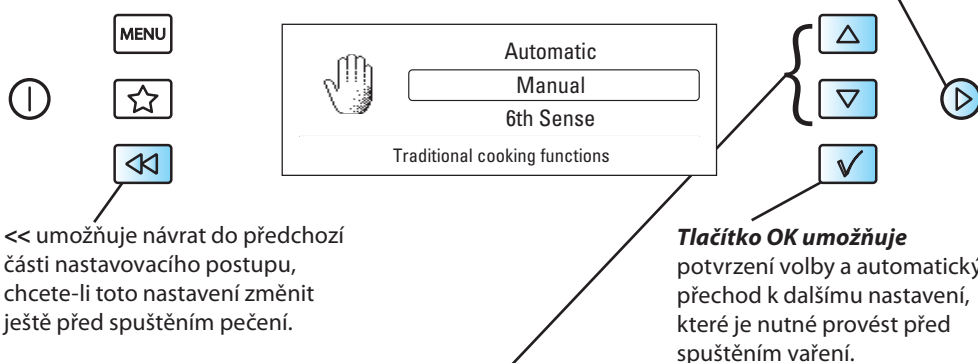 MENU
Automatic
Manual
6th Sense
Traditional cooking functions
<< umožňuje návrat do předchozí
části nastavovacího postupu,
chcete-li toto nastavení změnit
ještě před spuštěním pečení.
Tlačítko OK umožňuje
potvrzení volby a automatický
přechod k dalšímu nastavení,
které je nutné provést před
spuštěním vaření.